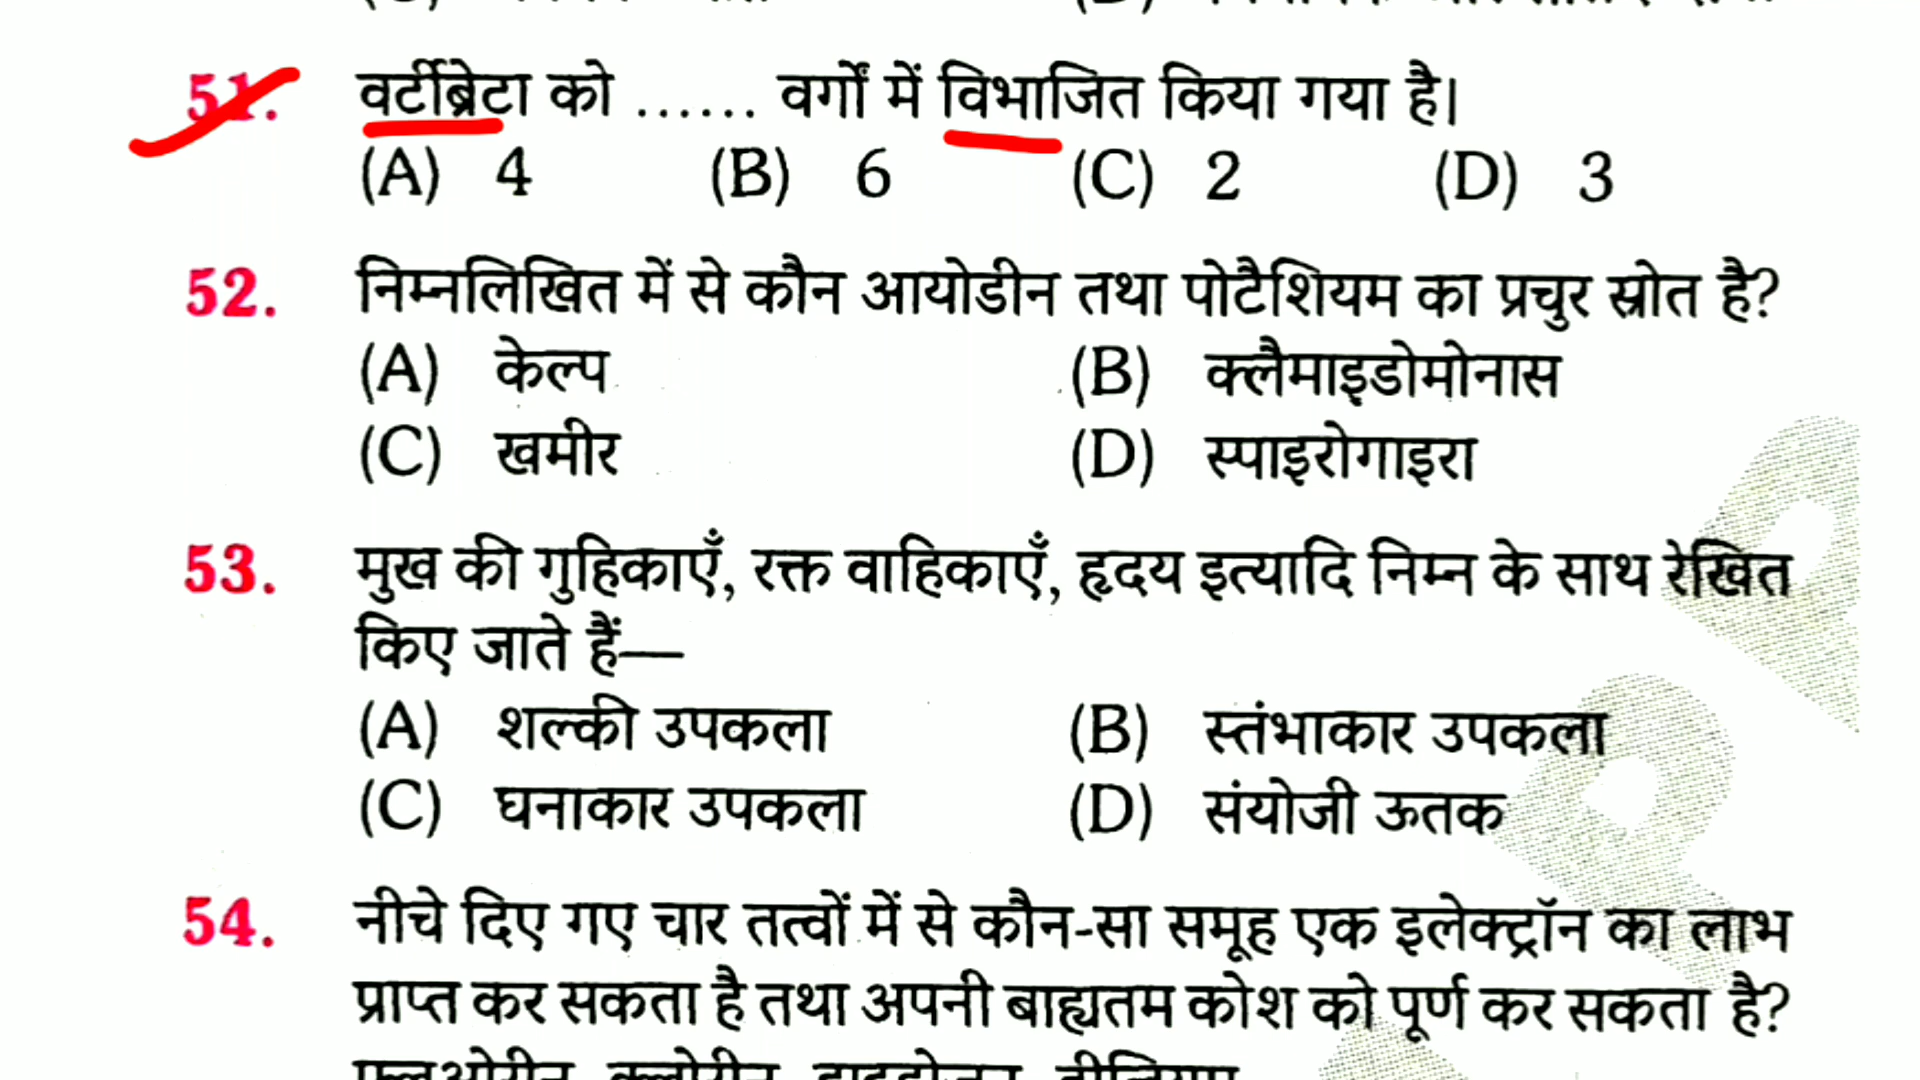 51. वर्टीब्रेटा को ...... वर्गों में विभाजित किया गया है।
(A) 4 (B) 6 (C) 2 (D) 3
52. निम्नलिखित में से कौन आयोडीन तथा पोटैशियम का प्रचुर स्रोत है?
(A) केल्प (B) क्लैमाइडोमोनास
(C) खमीर (D) स्पाइरोगाइरा
53. मुख की गुहिकाएँ, रक्त वाहिकाएँ, हृदय इत्यादि निम्न के साथ रेखित
किए जाते हैं—
(A) शल्की उपकला (B) स्तंभाकार उपकला
(C) घनाकार उपकला (D) संयोजी ऊतक
54. नीचे दिए गए चार तत्वों में से कौन-सा समूह एक इलेक्ट्रॉन का लाभ
प्राप्त कर सकता है तथा अपनी बाह्यतम कोश को पूर्ण कर सकता है?